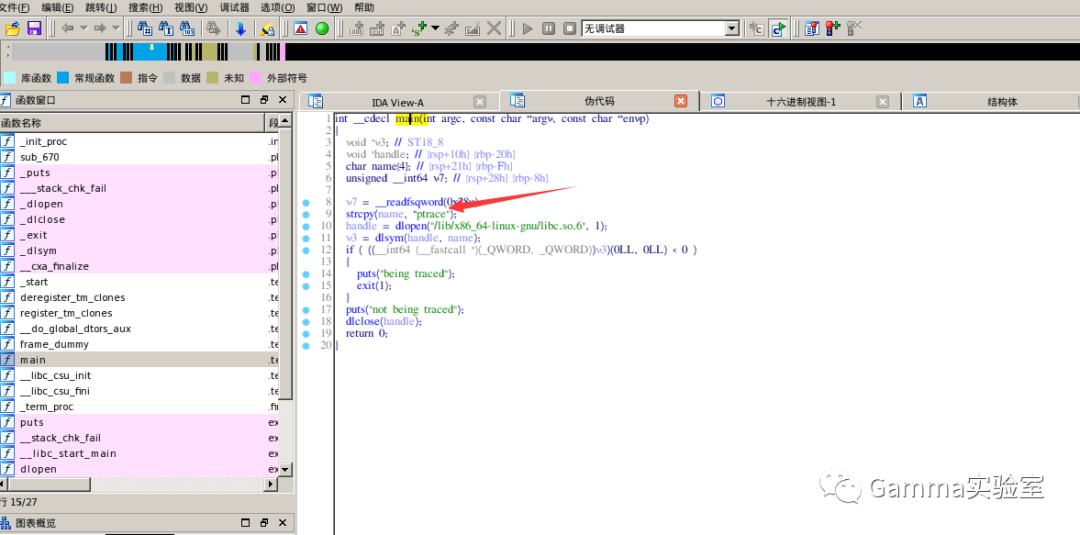 文件(F) 编辑(E) 跳转(J) 搜索(H) 视图(V) 调试器 选项(O) 窗口(W) 帮助
无调试器
库函数 常规函数 指令 数据 未知 外部符号
函数窗口
IDA View-A 伪代码 十六进制视图-1 结构体
函数名称 段
_init_proc .in
sub_670 .pl
_puts .pl
___stack_chk_fail .pl
_dlopen .pl
_dlclose .pl
_exit .pl
_dlsym .pl
__cxa_finalize .pl
_start .te
deregister_tm_clones .te
register_tm_clones .te
__do_global_dtors_aux .te
frame_dummy .te
main .te
__libc_csu_init .te
__libc_csu_fini .te
_term_proc .fi
puts ex
__stack_chk_fail ex
__libc_start_main ex
dlopen ex
行 15/27
图表概览
1 int __cdecl main(int argc, const char **argv, const char **envp)
2 {
3 void *v3; // ST18_8
4 void *handle; // [rsp+10h] [rbp-20h]
5 char name[4]; // [rsp+21h] [rbp-Fh]
6 unsigned __int64 v7; // [rsp+28h] [rbp-8h]
7
8 v7 = __readfsqword(0x28u);
9 strcpy(name, "ptrace");
10 handle = dlopen("/lib/x86_64-linux-gnu/libc.so.6", 1);
11 v3 = dlsym(handle, name);
12 if ( ((__int64 (__fastcall *)(_QWORD, _QWORD))v3)(0LL, 0LL) < 0 )
13 {
14 puts("being traced");
15 exit(1);
16 }
17 puts("not being traced");
18 dlclose(handle);
19 return 0;
20 }
Gamma实验室